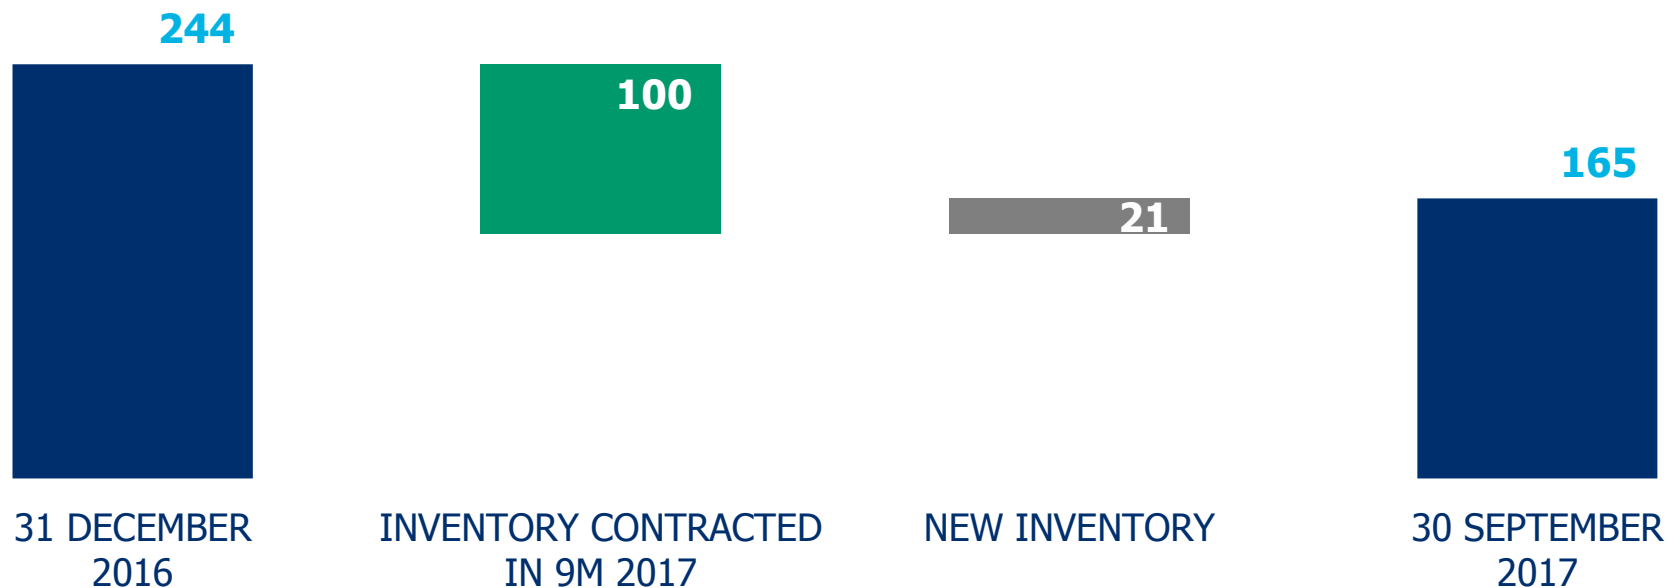 244
100
165
21
31 DECEMBER
2016
INVENTORY CONTRACTED
IN 9M 2017
NEW INVENTORY
30 SEPTEMBER
2017